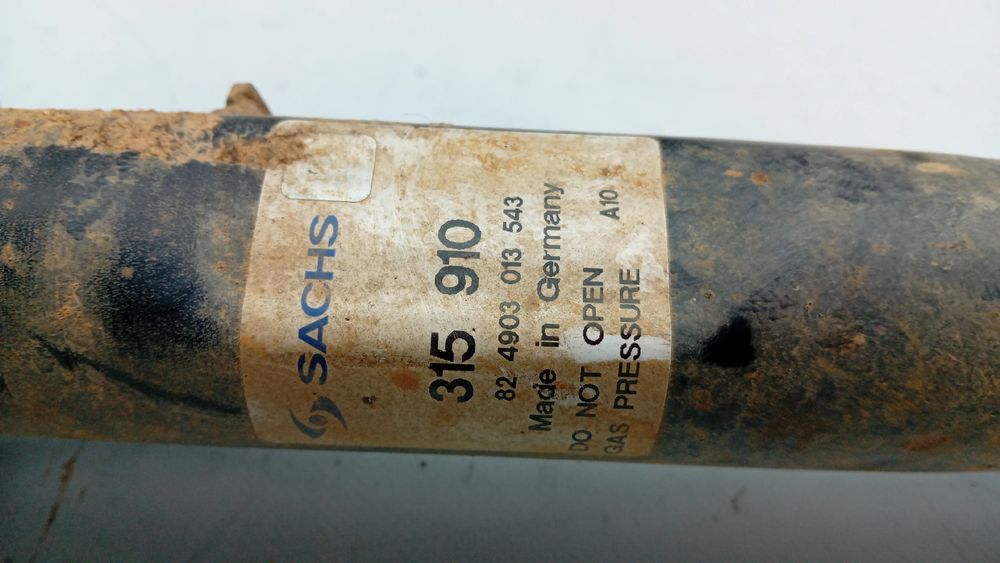 SACHS
315 910
82 4903 013 543
Made in Germany
DO NOT OPEN A10
GAS PRESSURE